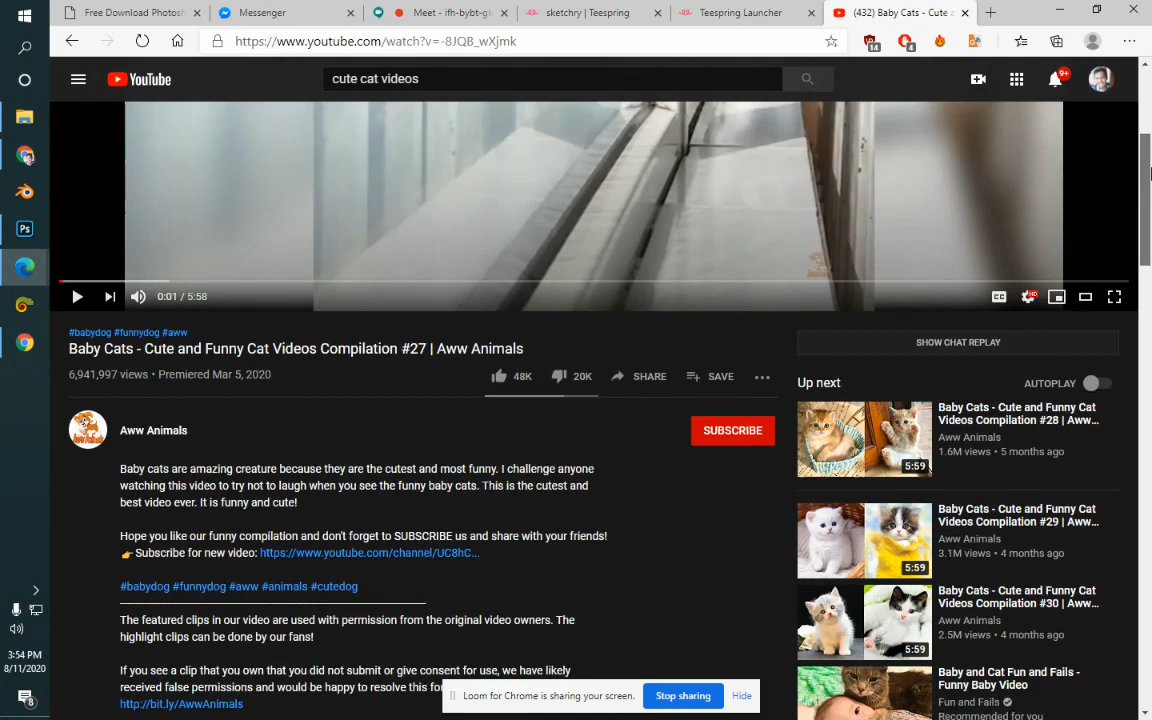 Free Download Photosh
Messenger
Meet - ifh-bybt-gk
sketchry | Teespring
Teespring Launcher
(432) Baby Cats - Cute a
https://www.youtube.com/watch?v=-8JQB_wXjmk
14
4
YouTube
cute cat videos
9+
0:01 / 5:58
CC
HD
#babydog #funnydog #aww
Baby Cats - Cute and Funny Cat Videos Compilation #27 | Aww Animals
6,941,997 views • Premiered Mar 5, 2020
48K
20K
SHARE
SAVE
SHOW CHAT REPLAY
Up next
AUTOPLAY
Aww Animals
SUBSCRIBE
Baby cats are amazing creature because they are the cutest and most funny. I challenge anyone
watching this video to try not to laugh when you see the funny baby cats. This is the cutest and
best video ever. It is funny and cute!
Hope you like our funny compilation and don't forget to SUBSCRIBE us and share with your friends!
👉 Subscribe for new video: https://www.youtube.com/channel/UC8hC...
#babydog #funnydog #aww #animals #cutedog
The featured clips in our video are used with permission from the original video owners. The
highlight clips can be done by our fans!
If you see a clip that you own that you did not submit or give consent for use, we have likely
received false permissions and would be happy to resolve this for
http://bit.ly/AwwAnimals
Baby Cats - Cute and Funny Cat
Videos Compilation #28 | Aww...
Aww Animals
1.6M views • 5 months ago
5:59
Baby Cats - Cute and Funny Cat
Videos Compilation #29 | Aww...
Aww Animals
3.1M views • 4 months ago
5:59
Baby Cats - Cute and Funny Cat
Videos Compilation #30 | Aww...
Aww Animals
2.5M views • 4 months ago
5:59
Baby and Cat Fun and Fails -
Funny Baby Video
Fun and Fails
Recommended for you
Loom for Chrome is sharing your screen.
Stop sharing
Hide
Ps
3:54 PM
8/11/2020
8